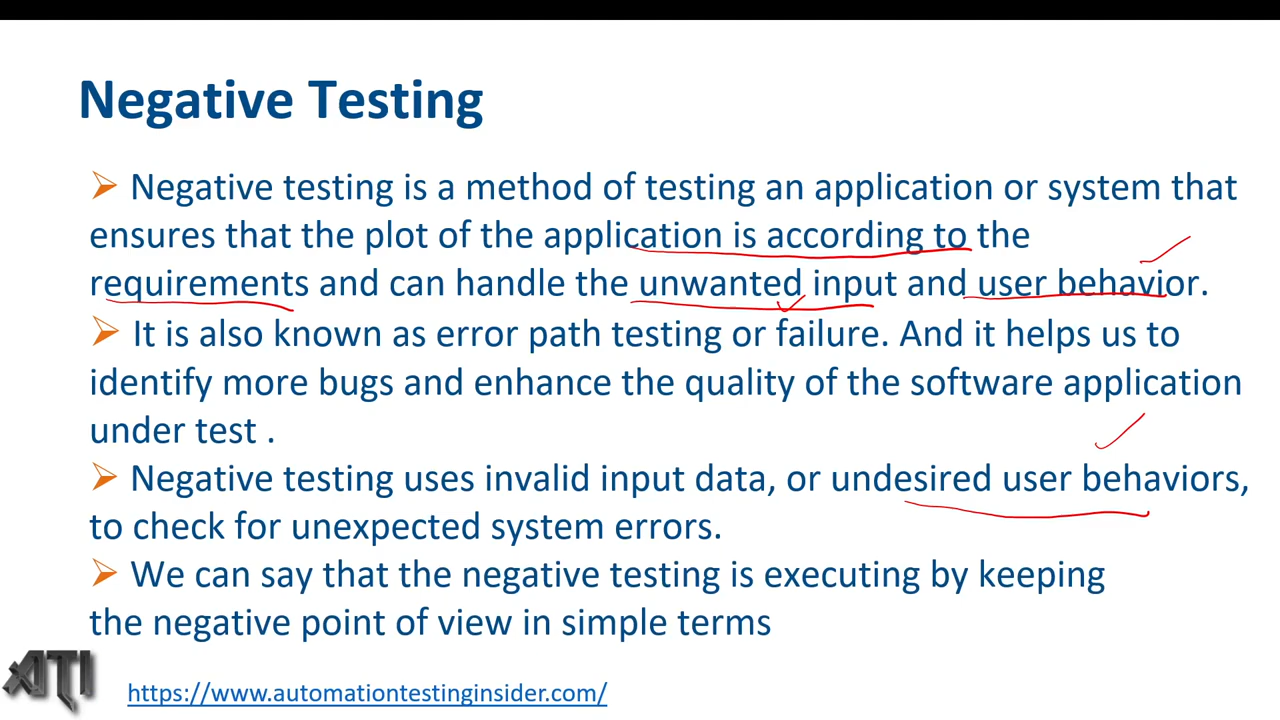 Negative Testing
➢ Negative testing is a method of testing an application or system that
ensures that the plot of the application is according to the
requirements and can handle the unwanted input and user behavior.
➢ It is also known as error path testing or failure. And it helps us to
identify more bugs and enhance the quality of the software application
under test .
➢ Negative testing uses invalid input data, or undesired user behaviors,
to check for unexpected system errors.
➢ We can say that the negative testing is executing by keeping
the negative point of view in simple terms
ATI
https://www.automationtestinginsider.com/